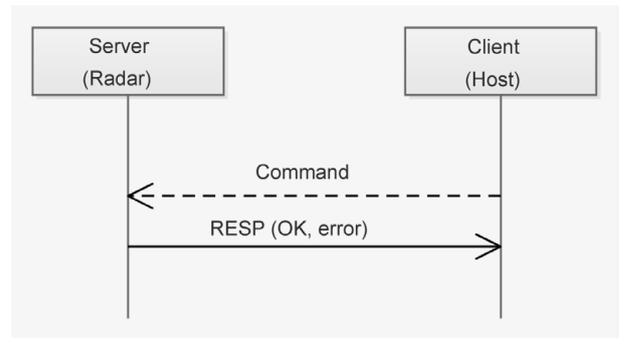 Server
(Radar)
Client
(Host)
Command
RESP (OK, error)